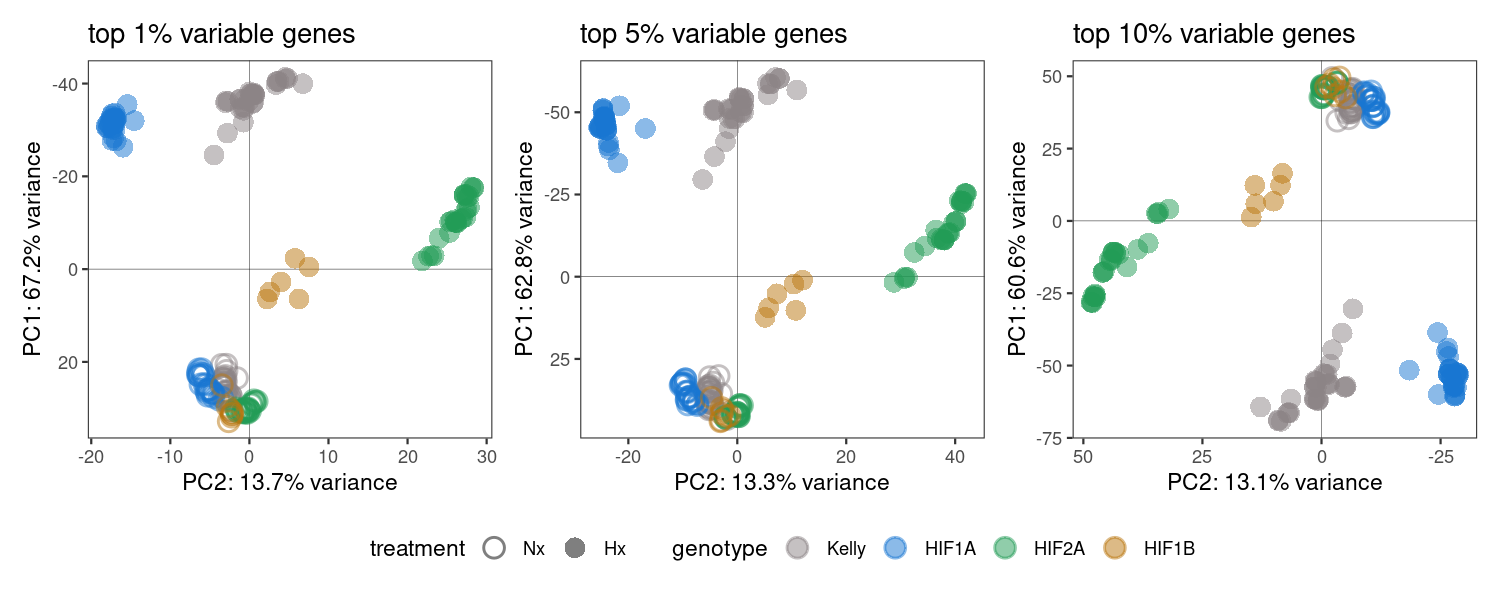 top 1% variable genes
PC1: 67.2% variance
-40
-20
0
20
-20
-10
0
10
20
30
PC2: 13.7% variance
top 5% variable genes
PC1: 62.8% variance
-50
-25
0
25
-20
0
20
40
PC2: 13.3% variance
top 10% variable genes
PC1: 60.6% variance
50
25
0
-25
-50
-75
50
25
0
-25
PC2: 13.1% variance
treatment Nx Hx genotype Kelly HIF1A HIF2A HIF1B